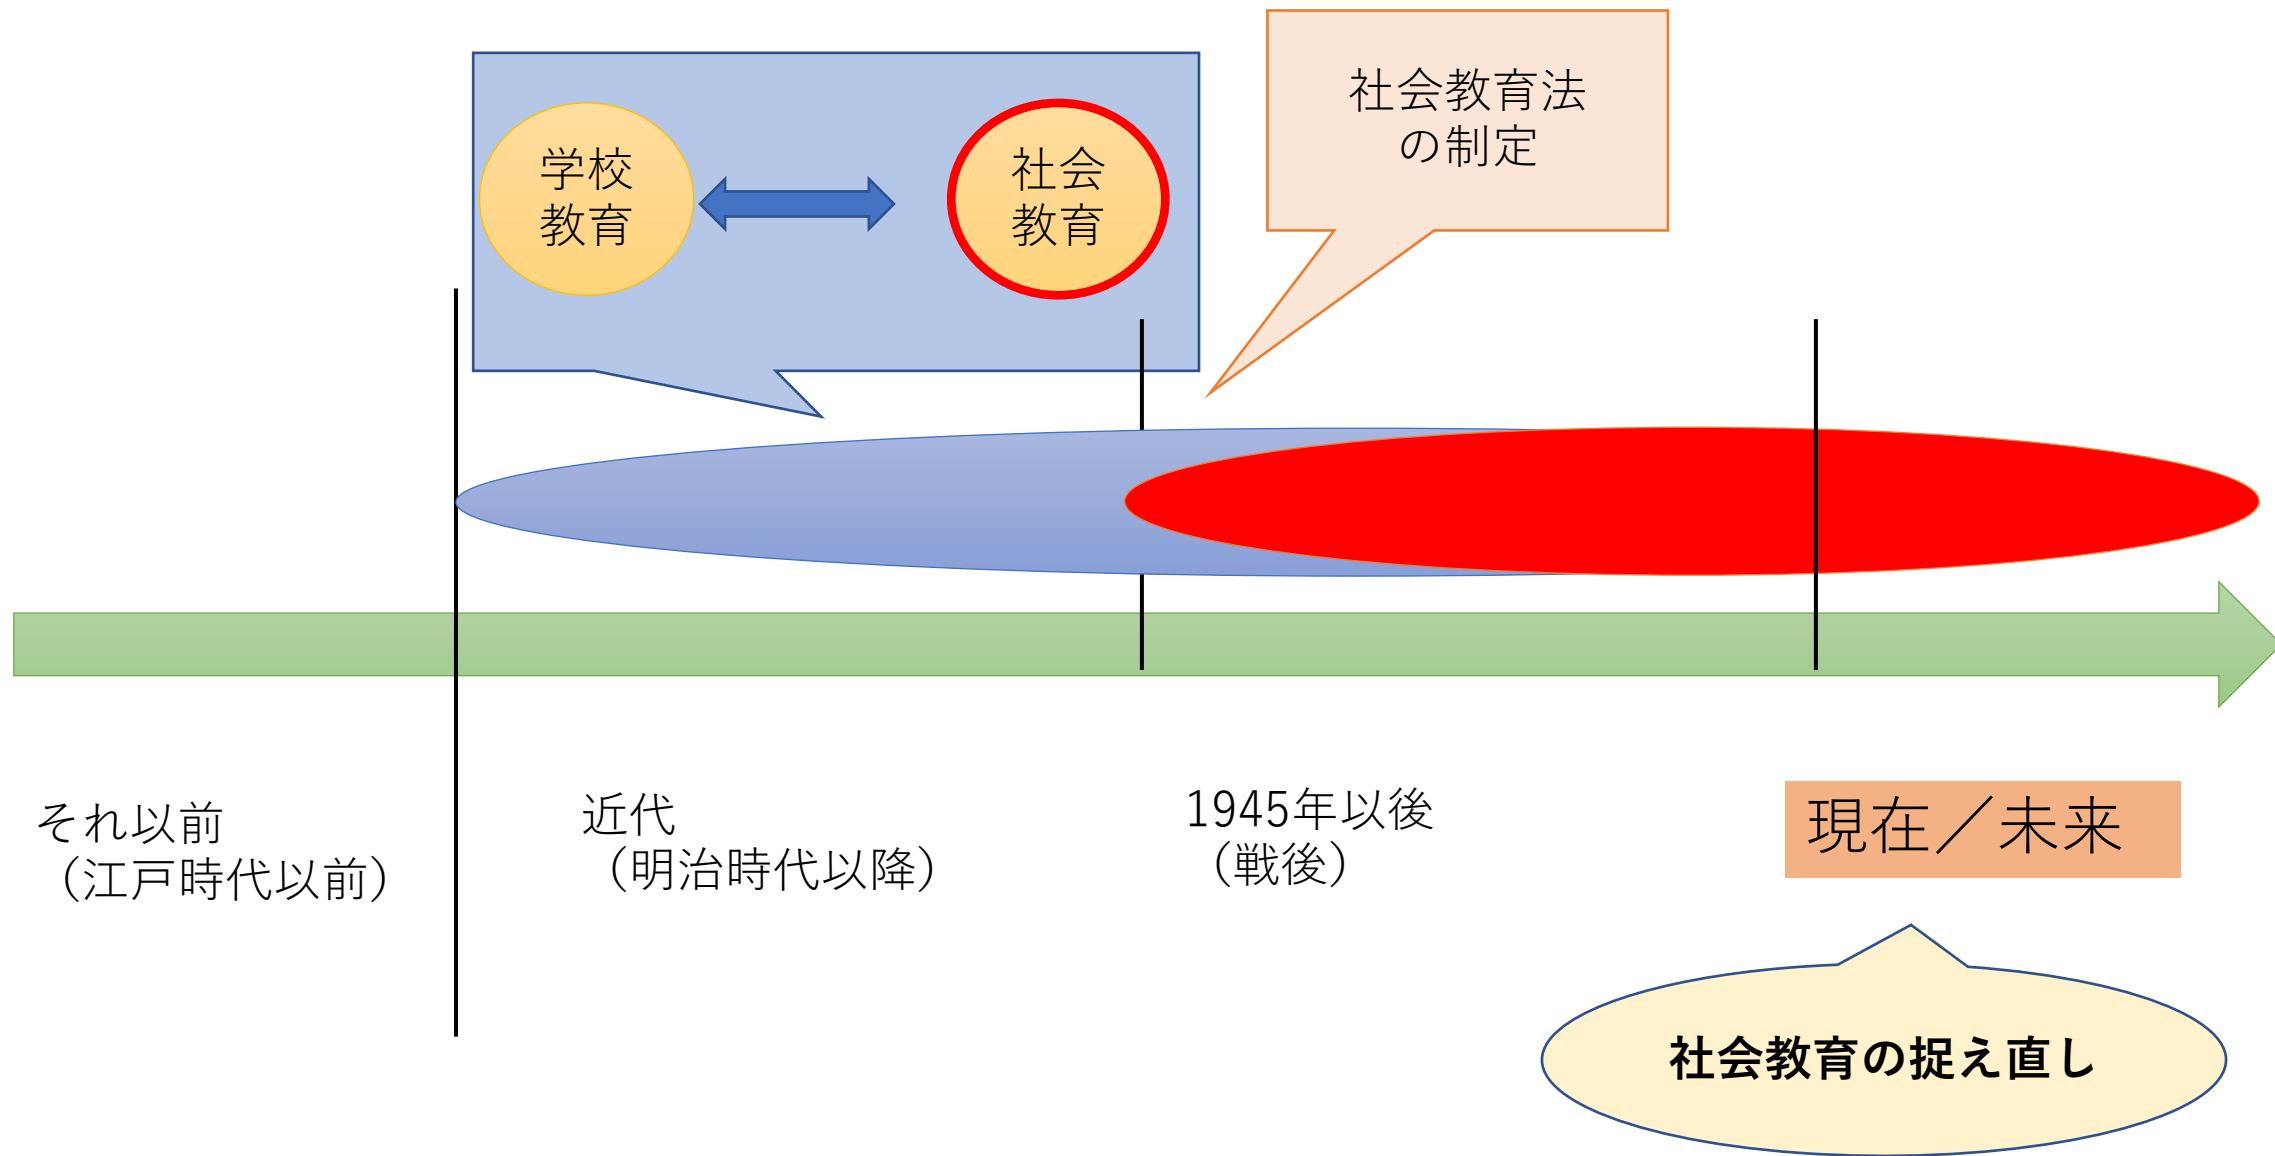 学校
教育
社会
教育
社会教育法
の制定
それ以前
（江戸時代以前）
近代
（明治時代以降）
1945年以後
（戦後）
現在／未来
社会教育の捉え直し